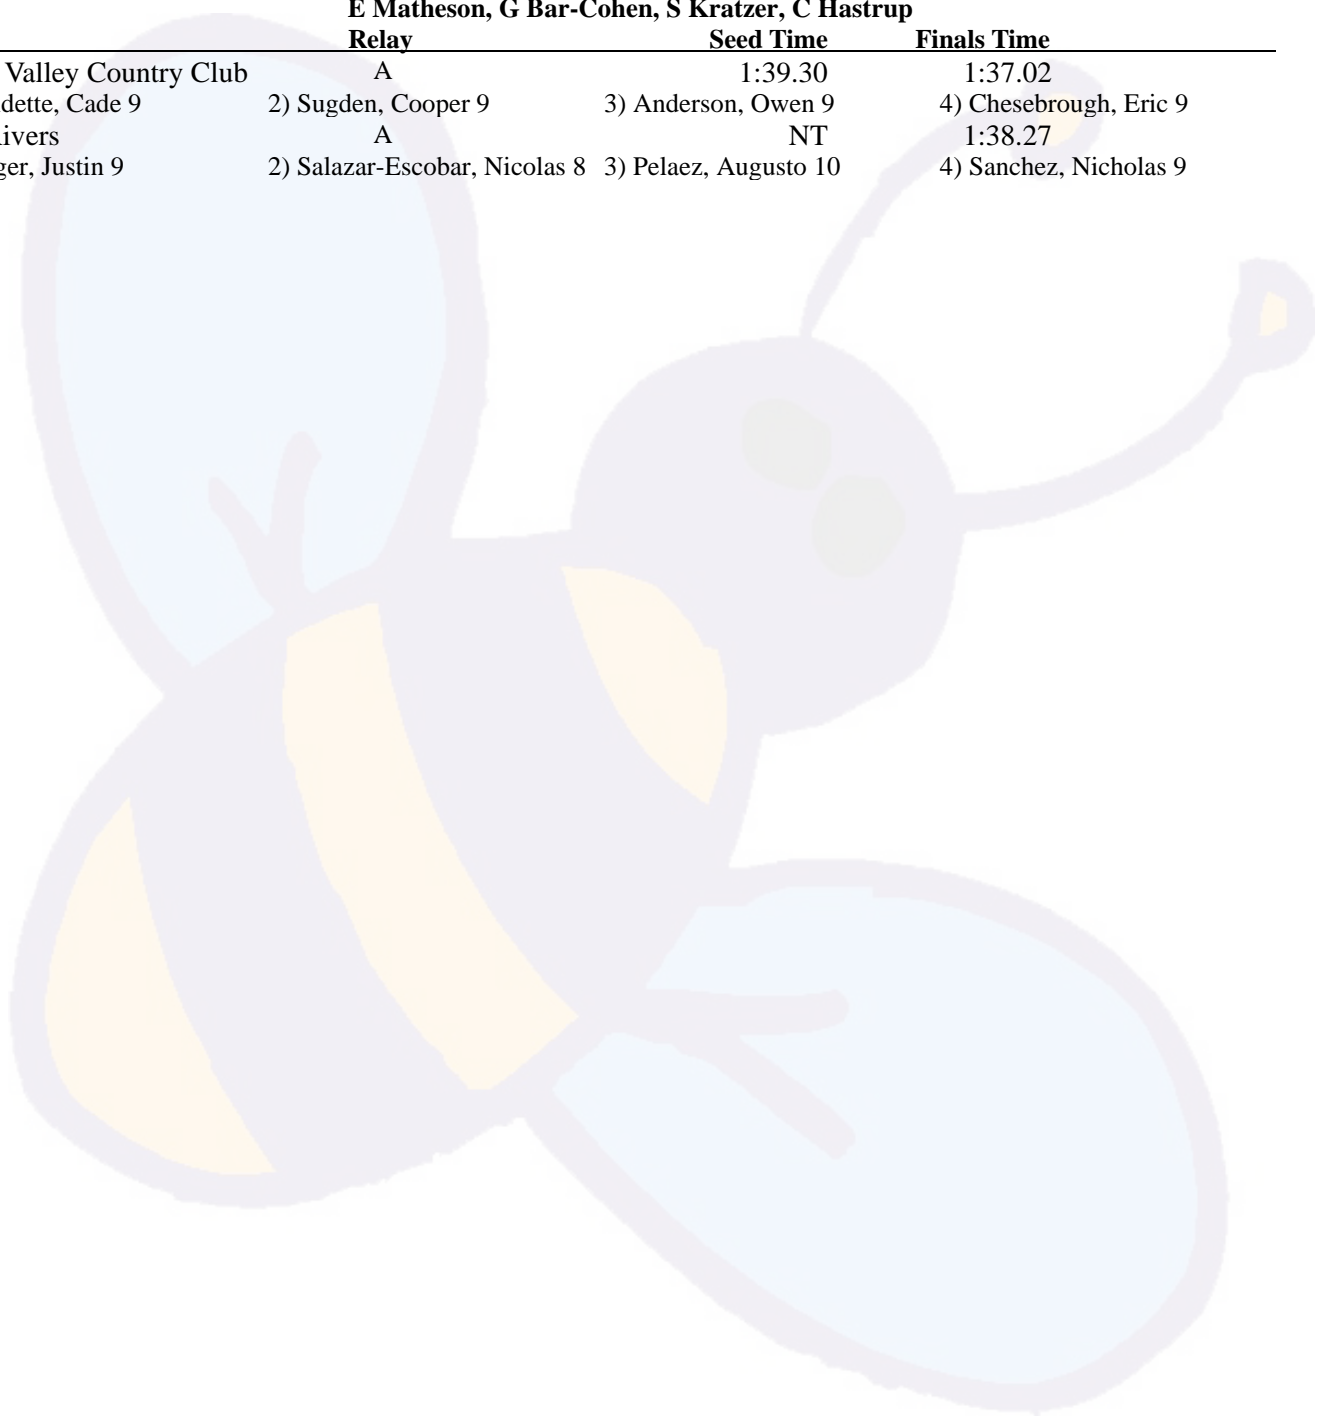 E Matheson, G Bar-Cohen, S Kratzer, C Hastrup
Relay Seed Time Finals Time
Valley Country Club A 1:39.30 1:37.02
dette, Cade 9 2) Sugden, Cooper 9 3) Anderson, Owen 9 4) Chesebrough, Eric 9
ivers A NT 1:38.27
ger, Justin 9 2) Salazar-Escobar, Nicolas 8 3) Pelaez, Augusto 10 4) Sanchez, Nicholas 9